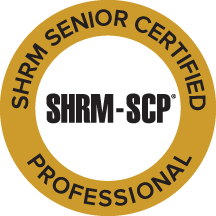 SHRM SENIOR CERTIFIED
SHRM-SCP®
PROFESSIONAL